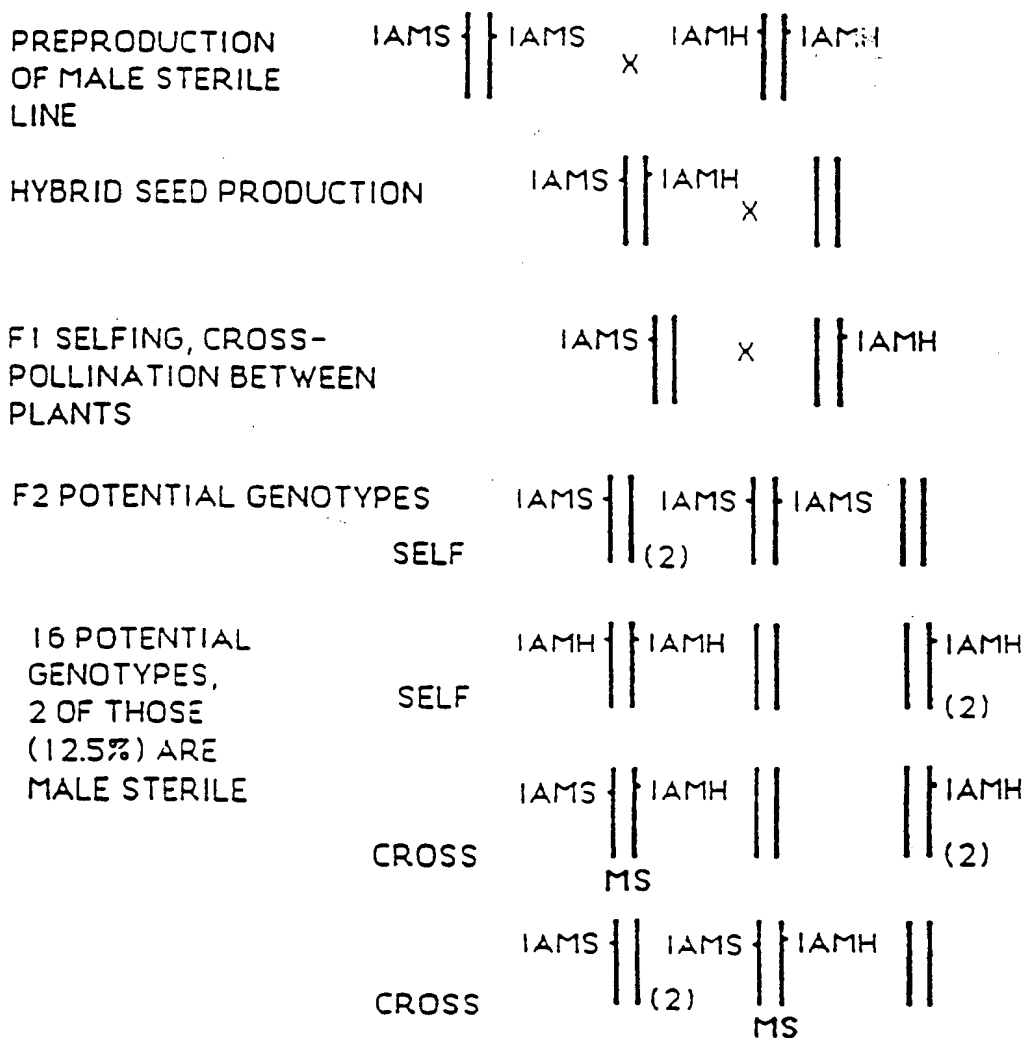 PREPRODUCTION
OF MALE STERILE
LINE
IAMS IAMS X IAMH IAMH
HYBRID SEED PRODUCTION
IAMS IAMH X
F1 SELFING, CROSS-
POLLINATION BETWEEN
PLANTS
IAMS X IAMH
F2 POTENTIAL GENOTYPES
SELF
IAMS (2) IAMS IAMS
16 POTENTIAL
GENOTYPES,
2 OF THOSE
(12.5%) ARE
MALE STERILE
SELF
IAMH IAMH IAMH
(2)
CROSS
IAMS IAMH IAMH
(2)
MS
CROSS
IAMS (2) IAMS IAMH
MS